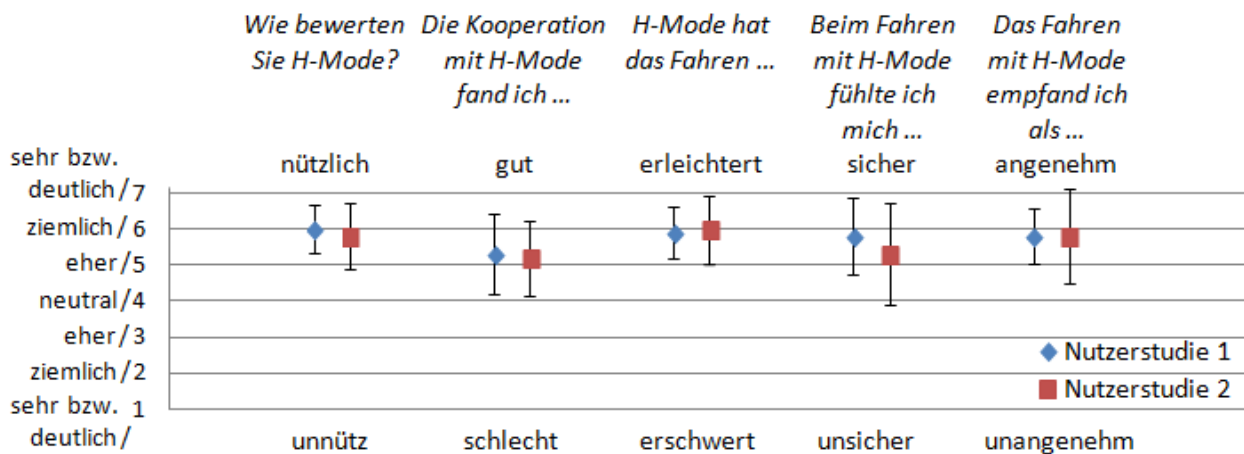 Wie bewerten
Sie H-Mode?
Die Kooperation
mit H-Mode
fand ich ...
H-Mode hat
das Fahren ...
Beim Fahren
mit H-Mode
fühlte ich
mich ...
Das Fahren
mit H-Mode
empfand ich
als ...
nützlich
gut
erleichtert
sicher
angenehm
sehr bzw.
deutlich / 7
ziemlich / 6
eher / 5
neutral / 4
eher / 3
ziemlich / 2
sehr bzw. 1
deutlich /
Nutzerstudie 1
Nutzerstudie 2
unnütz
schlecht
erschwert
unsicher
unangenehm